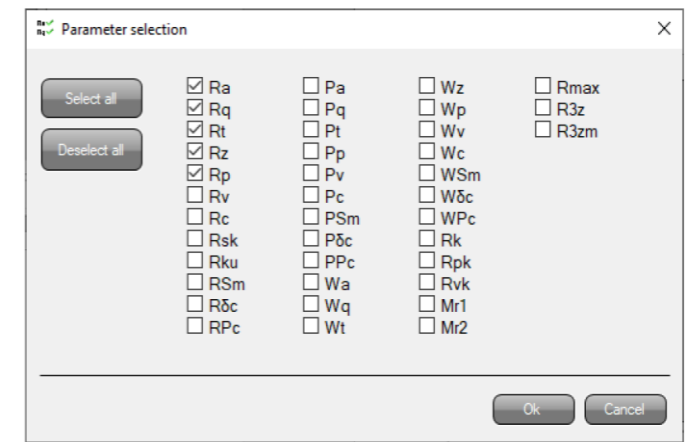 Parameter selection
Select all
Deselect all
Ra
Rq
Rt
Rz
Rp
Rv
Rc
Rsk
Rku
RSm
Rδc
RPc
Pa
Pq
Pt
Pp
Pv
Pc
PSm
Pδc
PPc
Wa
Wq
Wt
Wz
Wp
Wv
Wc
WSm
Wδc
WPc
Rk
Rpk
Rvk
Mr1
Mr2
Rmax
R3z
R3zm
Ok
Cancel